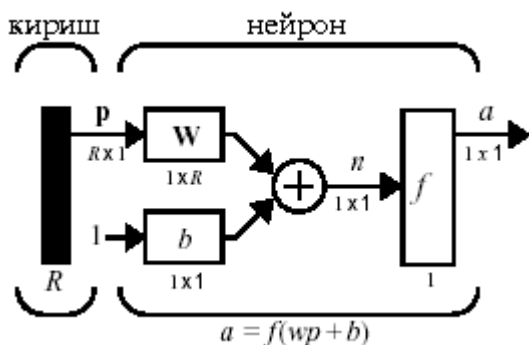 кириш нейрон
p W n a
R x 1 1 x R 1 x 1 f 1 x 1
1 b
R 1 x 1 1
a = f(wp + b)